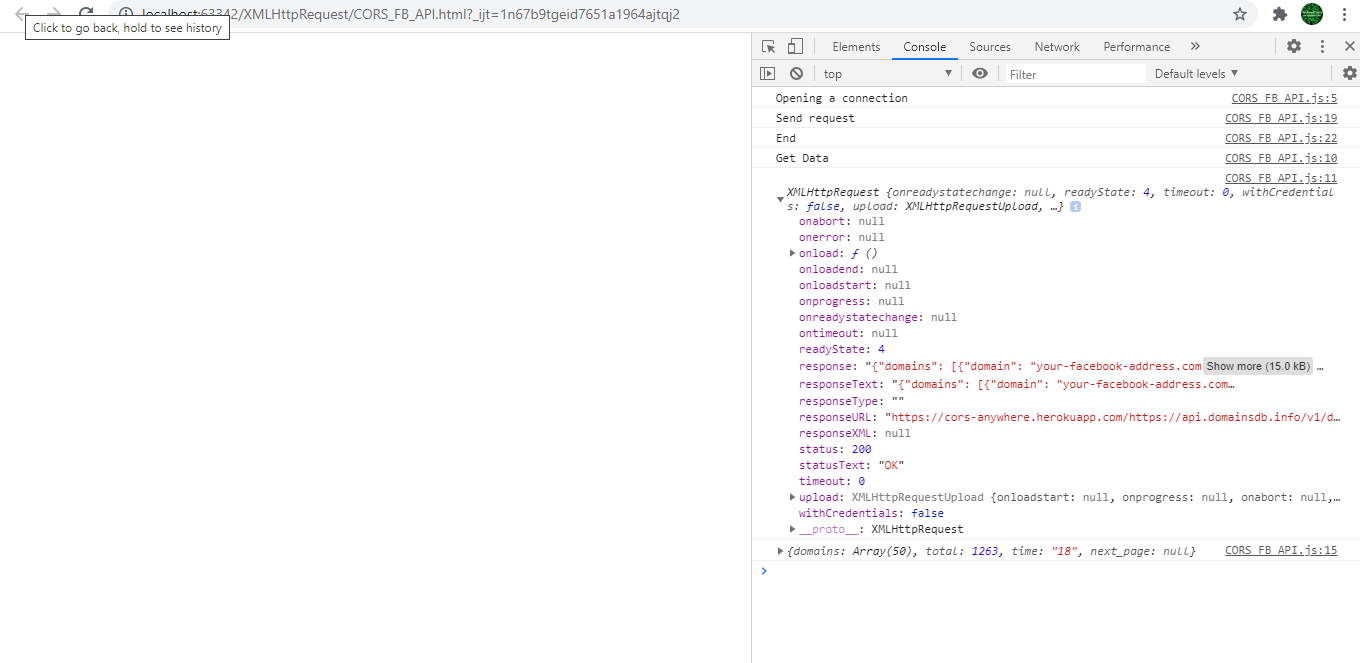 localhost:63342/XMLHttpRequest/CORS_FB_API.html?_ijt=1n67b9tgeid7651a1964ajtqj2
Click to go back, hold to see history
Elements Console Sources Network Performance »
top Filter Default levels
Opening a connection CORS_FB_API.js:5
Send request CORS_FB_API.js:19
End CORS_FB_API.js:22
Get Data CORS_FB_API.js:10
CORS_FB_API.js:11
XMLHttpRequest {onreadystatechange: null, readyState: 4, timeout: 0, withCredential
s: false, upload: XMLHttpRequestUpload, …} i
onabort: null
onerror: null
onload: ƒ ()
onloadend: null
onloadstart: null
onprogress: null
onreadystatechange: null
ontimeout: null
readyState: 4
response: "{"domains": [{"domain": "your-facebook-address.com Show more (15.0 kB) …
responseText: "{"domains": [{"domain": "your-facebook-address.com…
responseType: ""
responseURL: "https://cors-anywhere.herokuapp.com/https://api.domainsdb.info/v1/d…
responseXML: null
status: 200
statusText: "OK"
timeout: 0
upload: XMLHttpRequestUpload {onloadstart: null, onprogress: null, onabort: null,…
withCredentials: false
__proto__: XMLHttpRequest
{domains: Array(50), total: 1263, time: "18", next_page: null} CORS_FB_API.js:15